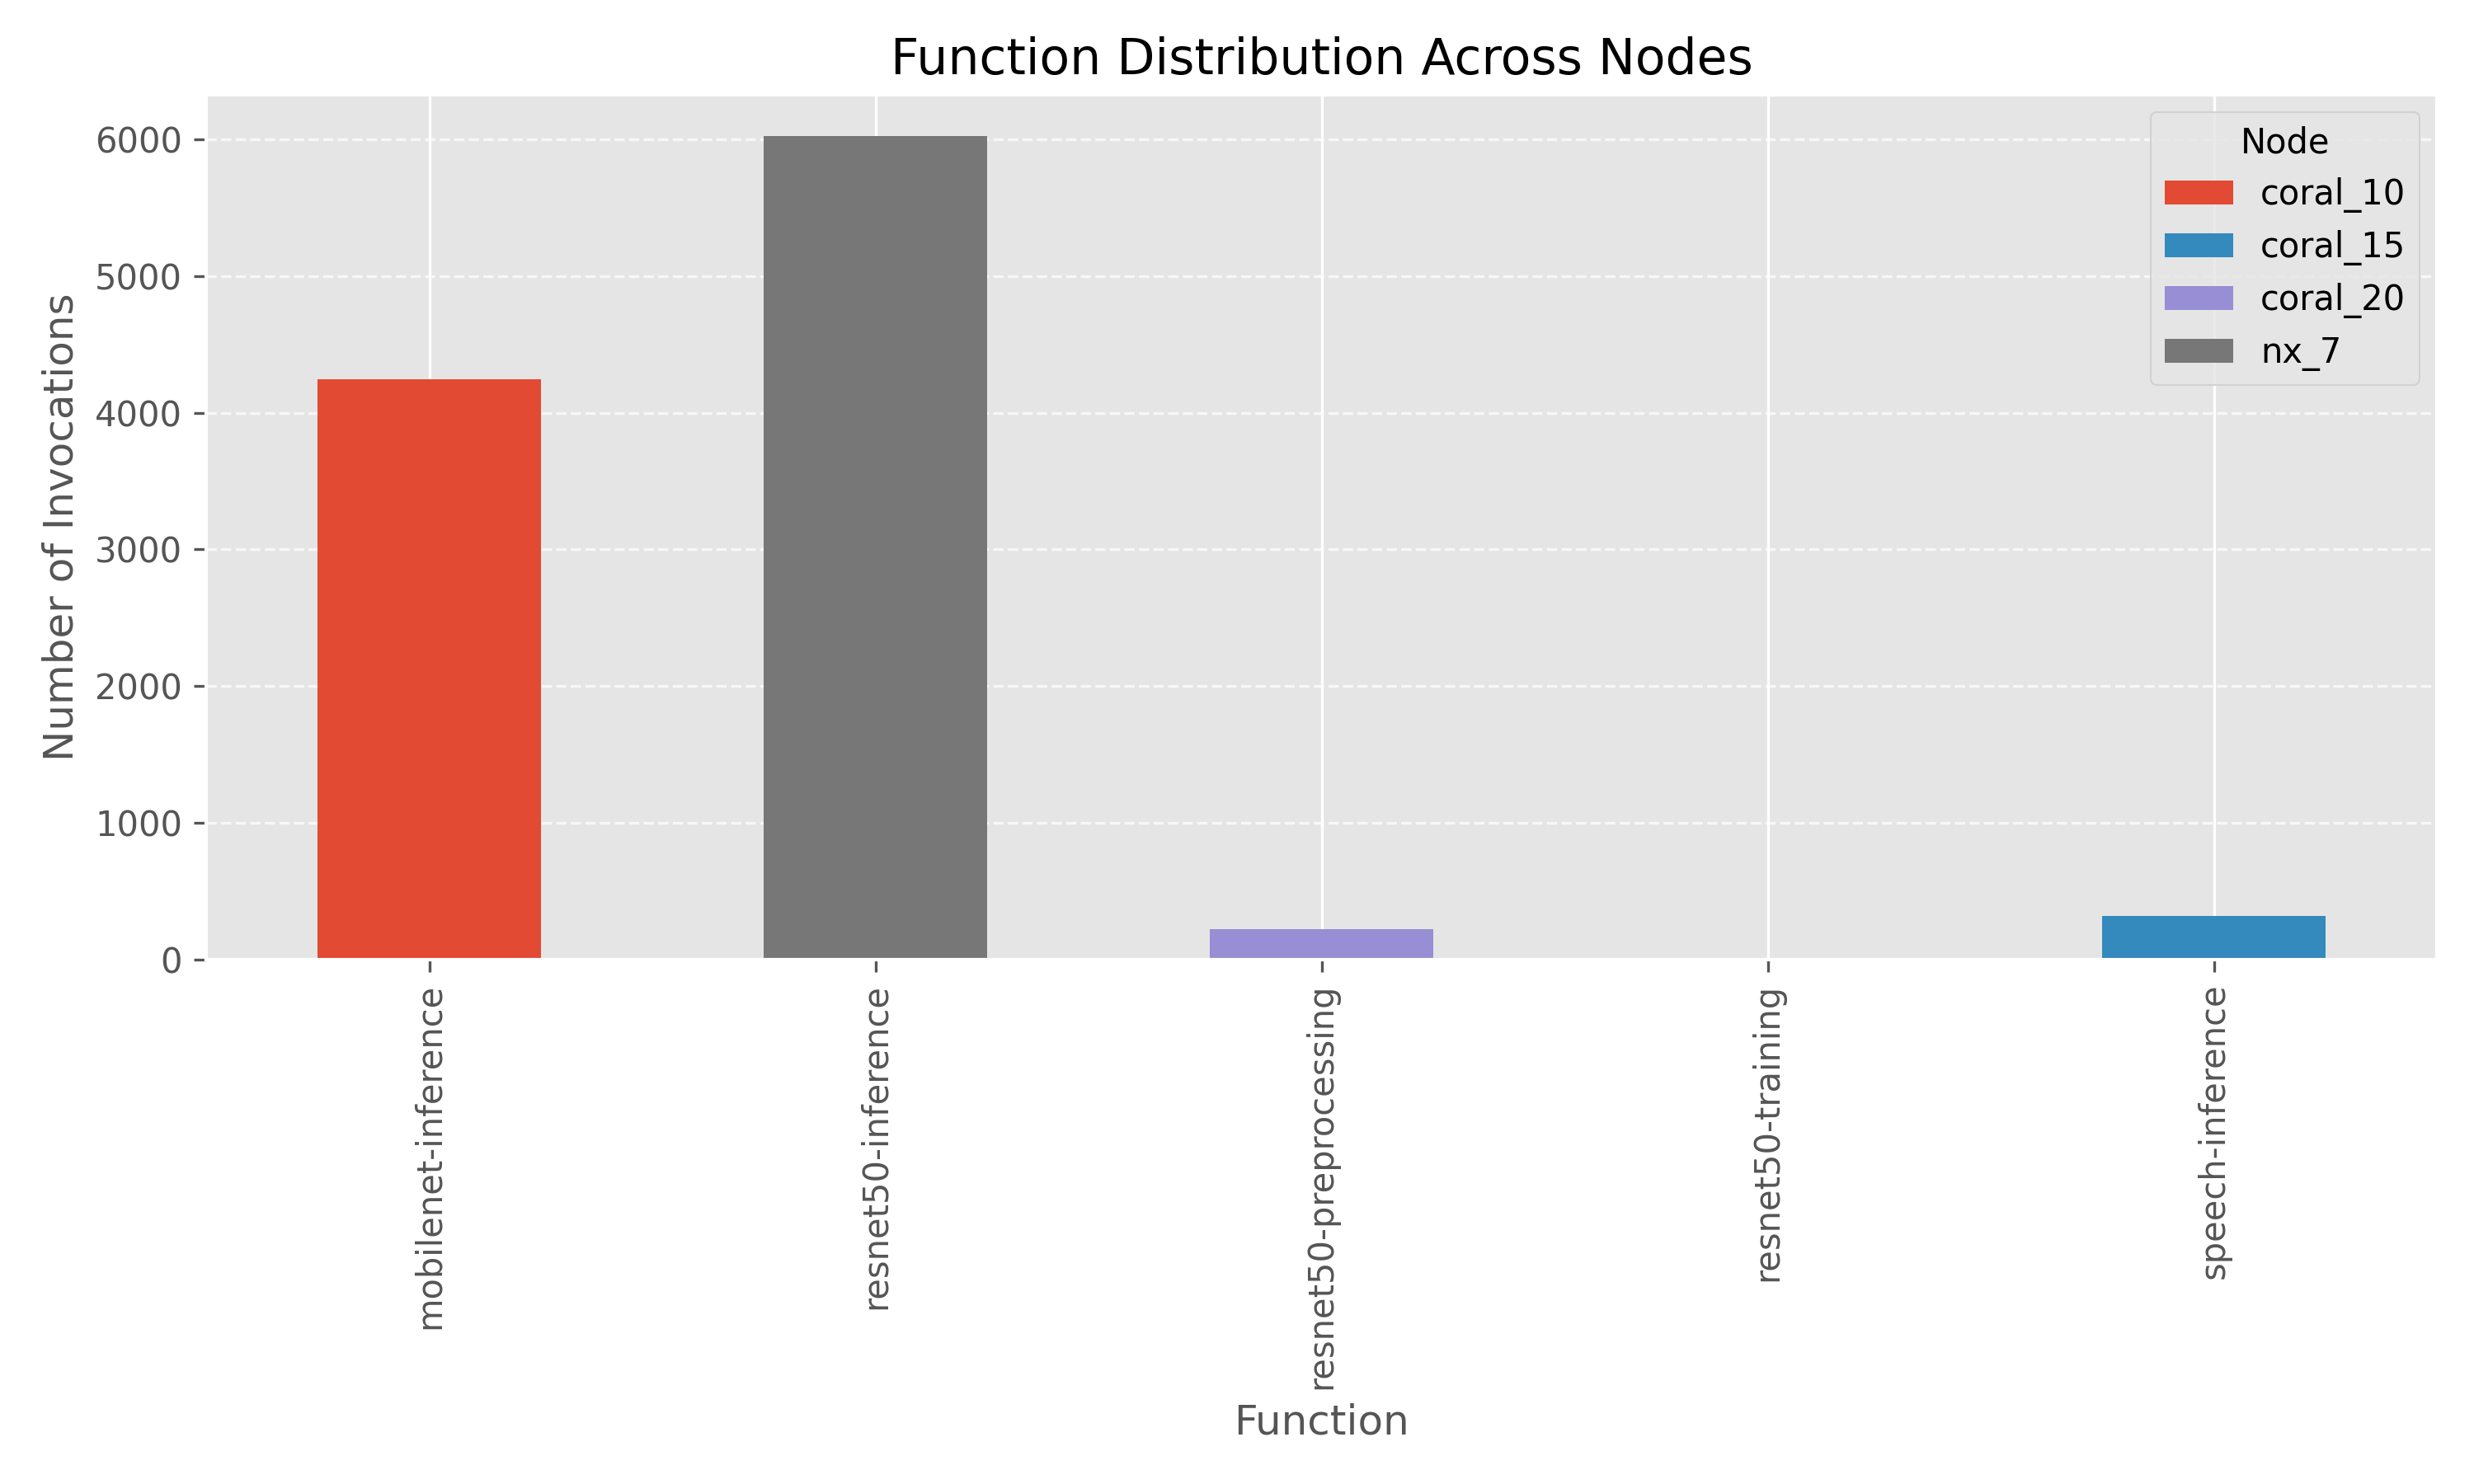 Function Distribution Across Nodes
Number of Invocations
6000
5000
4000
3000
2000
1000
0
Node
coral_10
coral_15
coral_20
nx_7
mobilenet-inference
resnet50-inference
resnet50-preprocessing
resnet50-training
speech-inference
Function